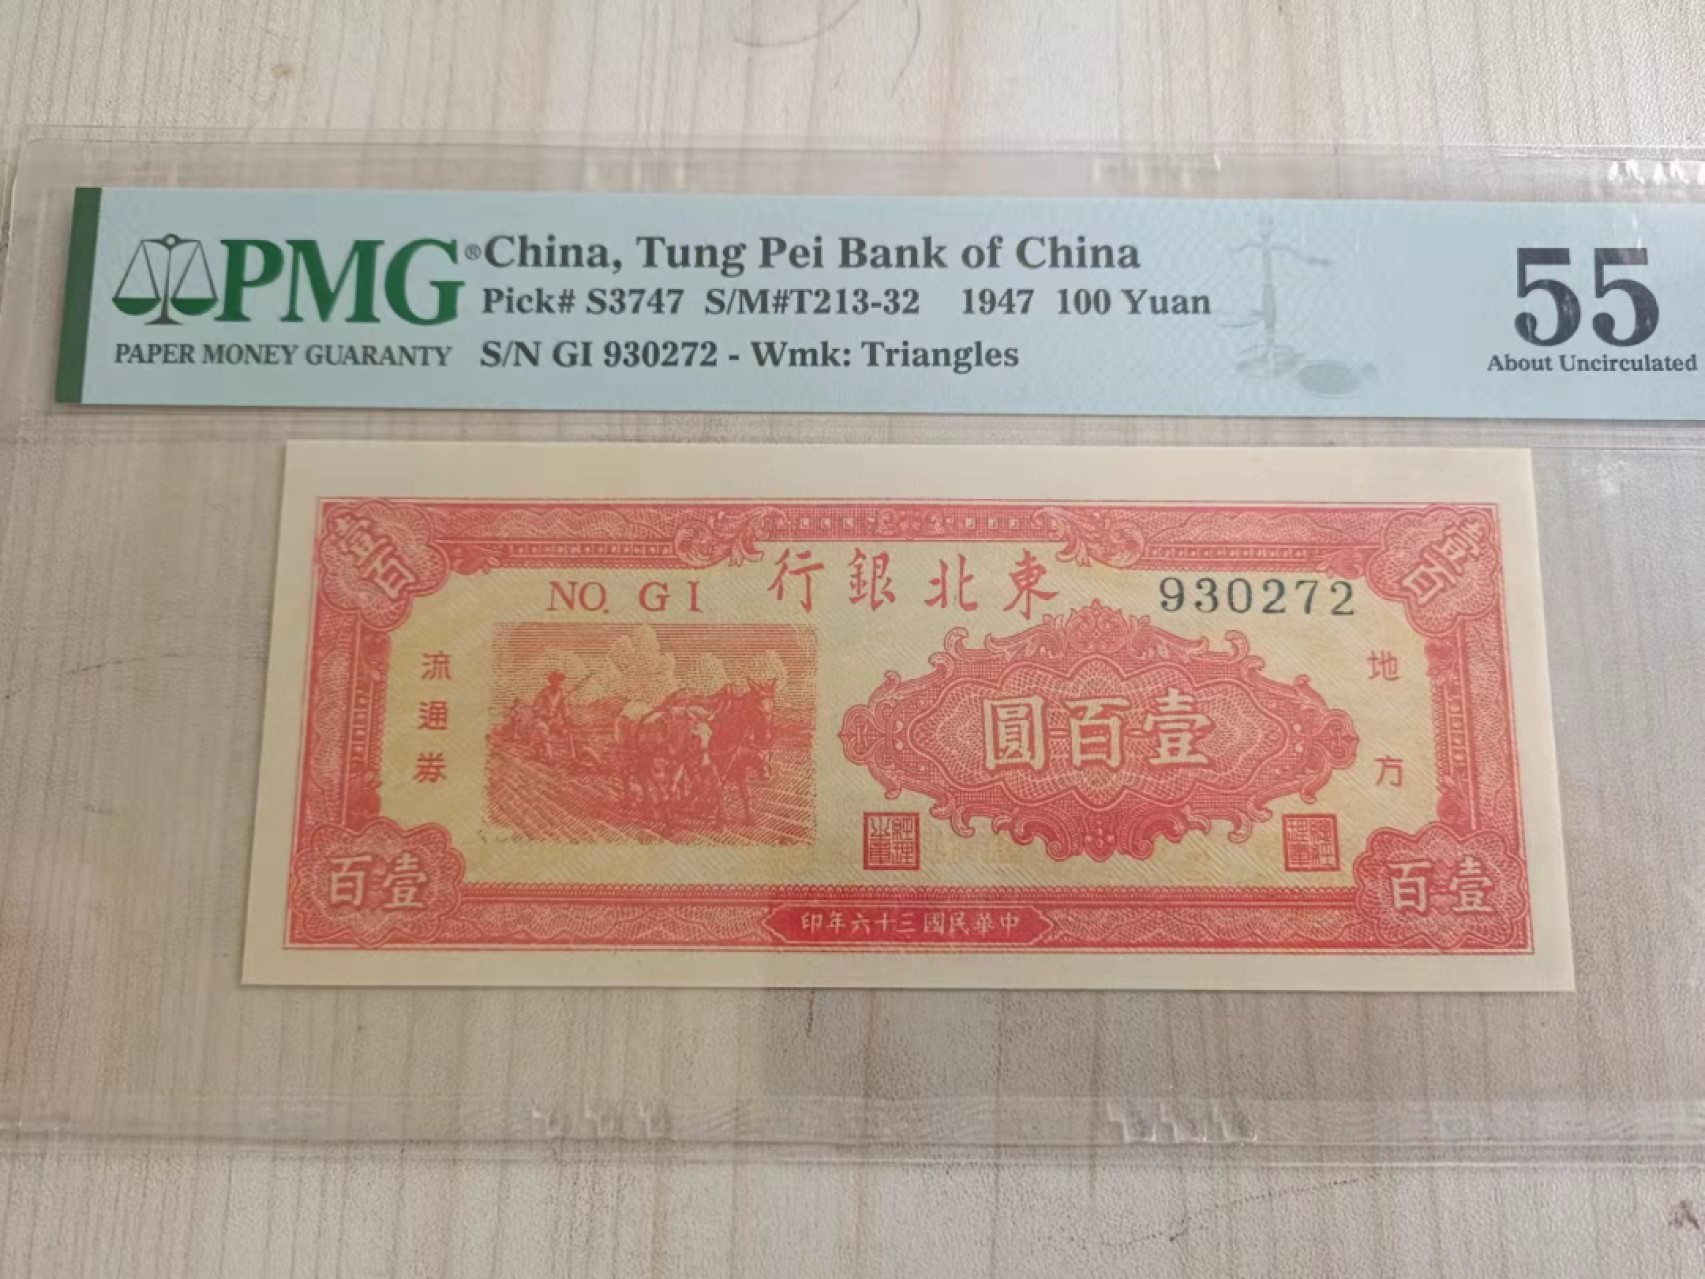 PMG® China, Tung Pei Bank of China
Pick# S3747 S/M#T213-32 1947 100 Yuan
PAPER MONEY GUARANTY
S/N GI 930272 - Wmk: Triangles
55
About Uncirculated
壹百
壹百
東北銀行
NO. GI
930272
流通券
地方
壹百圓
壹百
壹百
中華民國三十六年印